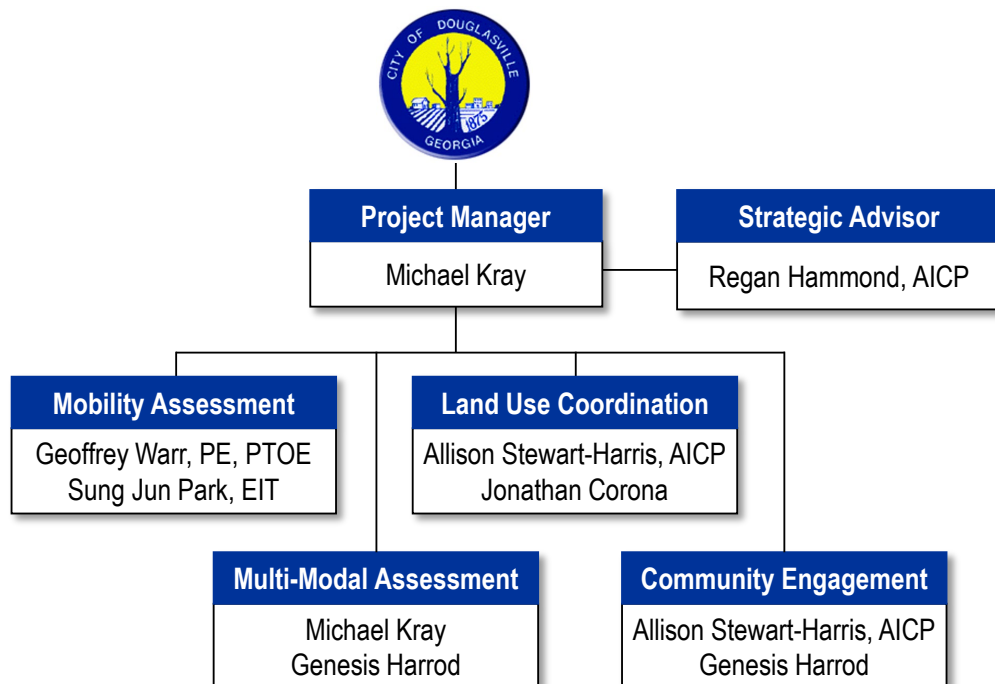 CITY OF DOUGLASVILLE
1875
GEORGIA
Project Manager
Michael Kray
Strategic Advisor
Regan Hammond, AICP
Mobility Assessment
Geoffrey Warr, PE, PTOE
Sung Jun Park, EIT
Land Use Coordination
Allison Stewart-Harris, AICP
Jonathan Corona
Multi-Modal Assessment
Michael Kray
Genesis Harrod
Community Engagement
Allison Stewart-Harris, AICP
Genesis Harrod